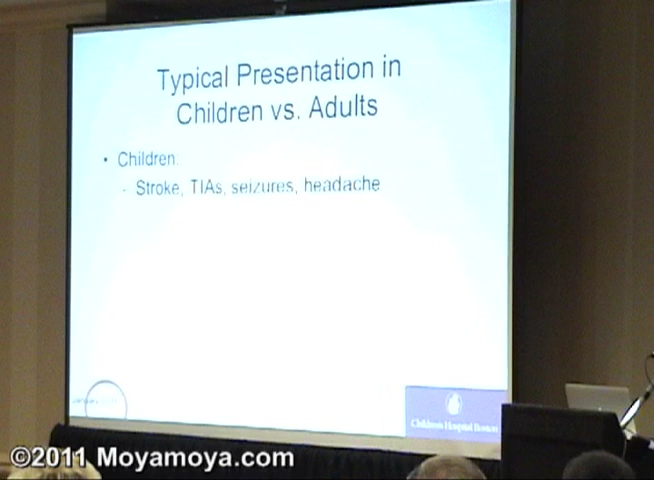 Typical Presentation in
Children vs. Adults
• Children:
- Stroke, TIAs, seizures, headache
Children's Hospital Boston
©2011 Moyamoya.com